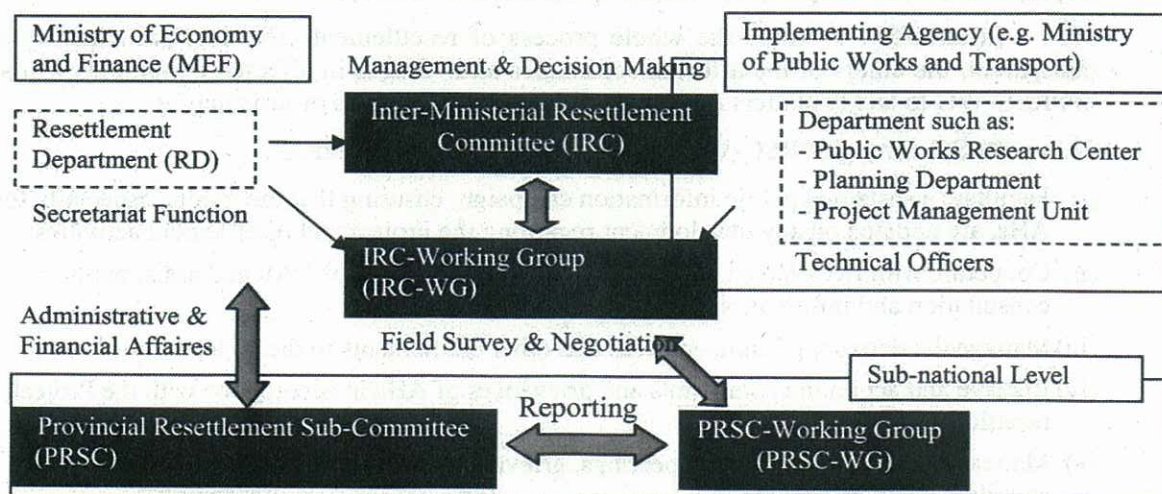 Ministry of Economy
and Finance (MEF)
Implementing Agency (e.g. Ministry
of Public Works and Transport)
Management & Decision Making
Resettlement
Department (RD)
Inter-Ministerial Resettlement
Committee (IRC)
Department such as:
- Public Work Research Center
- Planning Department
- Project Management Unit
Secretariat Function
IRC-Working Group
(IRC-WG)
Technical Officers
Administrative &
Financial Affaires
Field Survey & Negotiation
Sub-national Level
Provincial Resettlement Sub-Committee
(PRSC)
Reporting
PRSC-Working Group
(PRSC-WG)